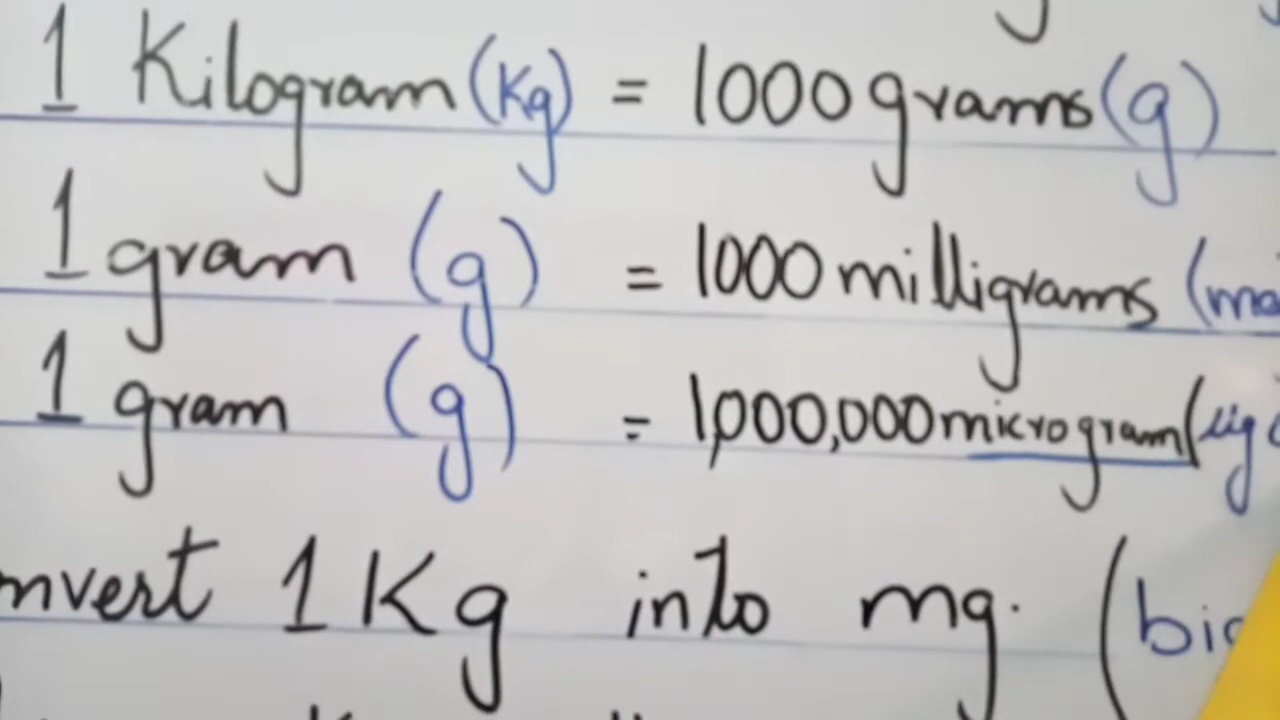 1 Kilogram (Kg) = 1000 grams (g)
1 gram (g) = 1000 milligrams
1 gram (g) = 1,000,000 microgram (µg
1 Kg into mg. (